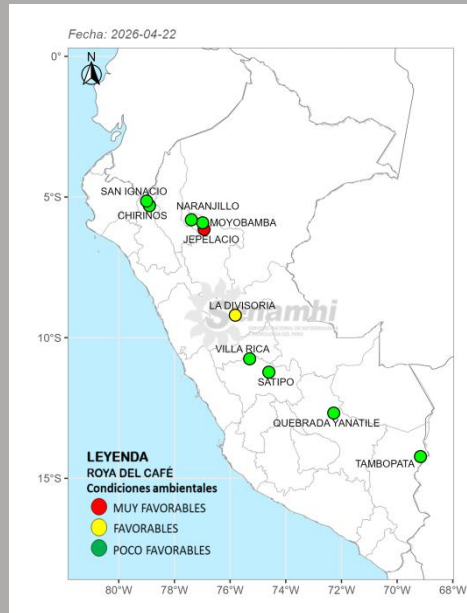 Fecha: 2026-04-22
N
0°
5°S
10°S
15°S
SAN IGNACIO
CHIRINOS
NARANJILLO
MOYOBAMBA
JEPELACIO
LA DIVISORIA
Senamhi
VILLA RICA
SATIPO
QUEBRADA YANATILE
TAMBOPATA
LEYENDA
ROYA DEL CAFÉ
Condiciones ambientales
MUY FAVORABLES
FAVORABLES
POCO FAVORABLES
80°W 78°W 76°W 74°W 72°W 70°W 68°W